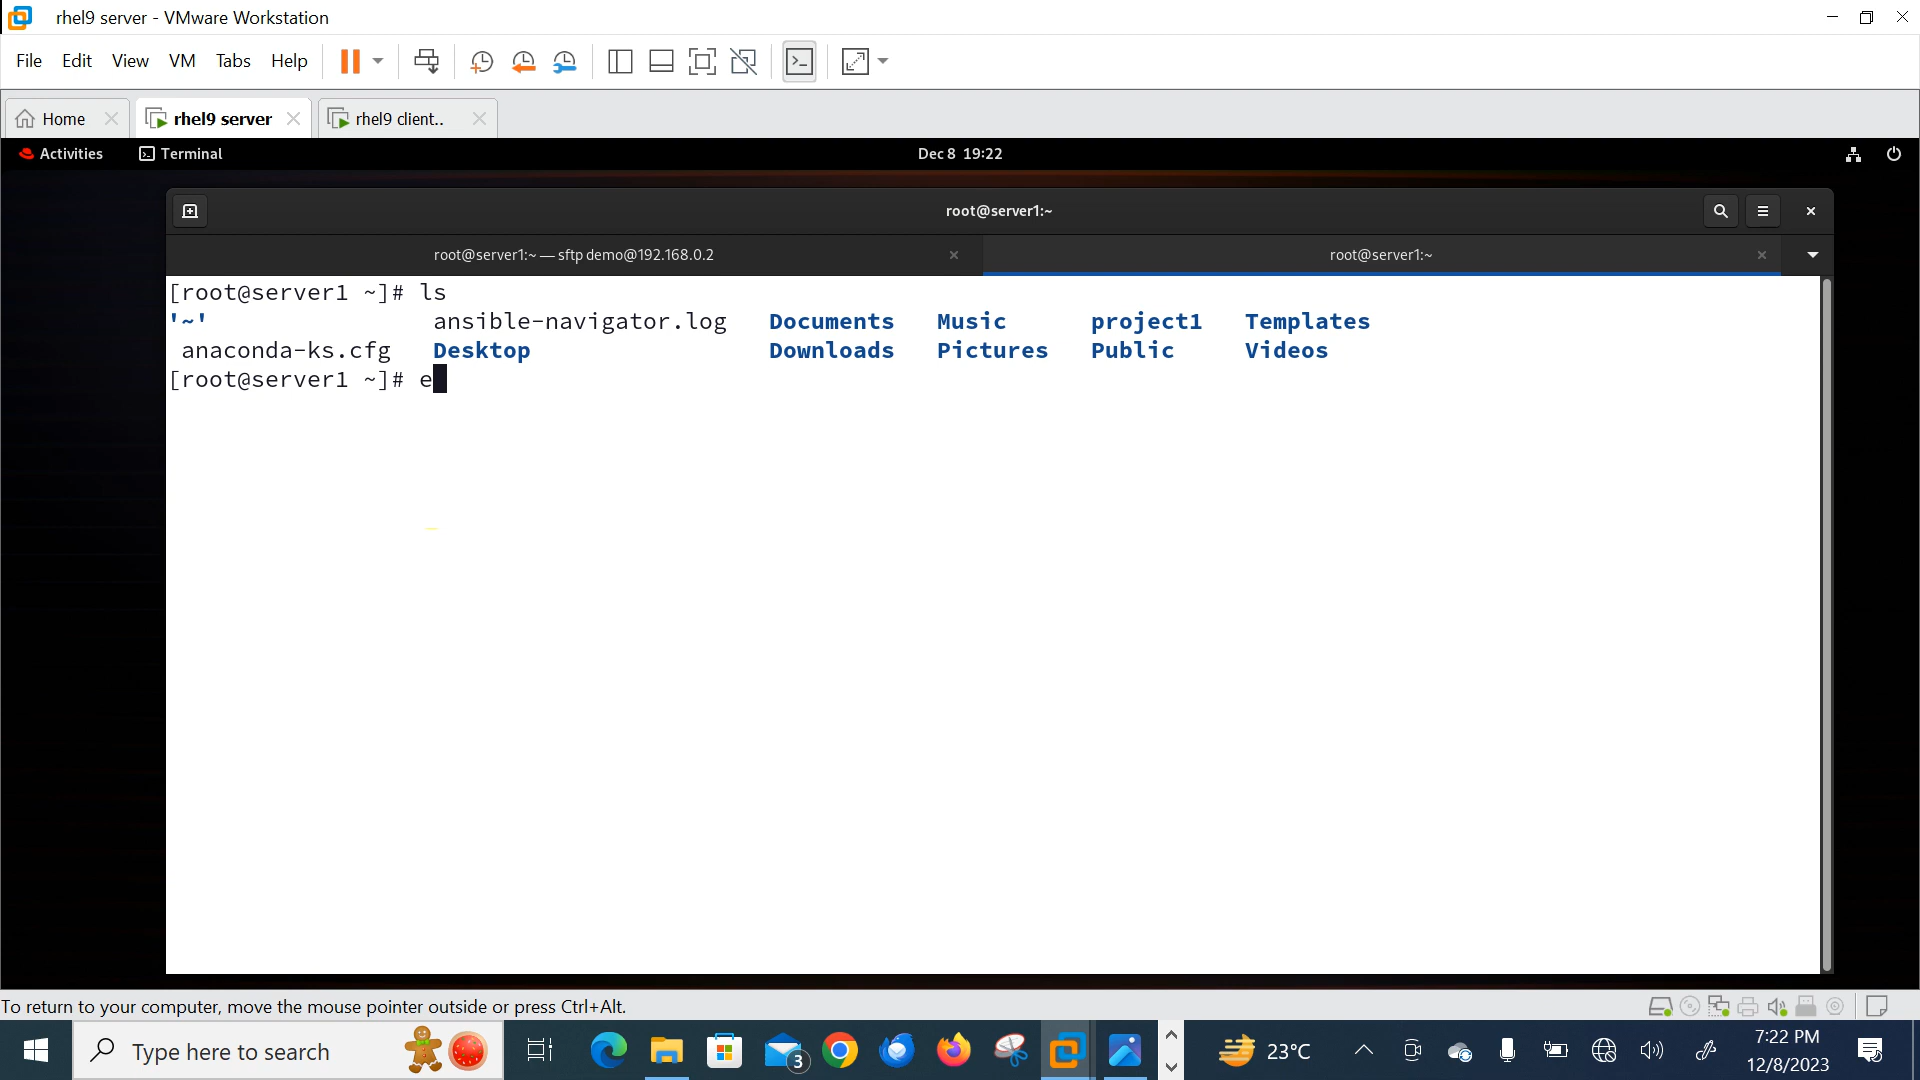 rhel9 server - VMware Workstation
File Edit View VM Tabs Help
Home rhel9 server rhel9 client..
Activities Terminal Dec 8 19:22
root@server1:~
root@server1:~ — sftp demo@192.168.0.2 root@server1:~
[root@server1 ~]# ls
'~' ansible-navigator.log Documents Music project1 Templates
anaconda-ks.cfg Desktop Downloads Pictures Public Videos
[root@server1 ~]# e
To return to your computer, move the mouse pointer outside or press Ctrl+Alt.
Type here to search 3 23°C 7:22 PM
12/8/2023